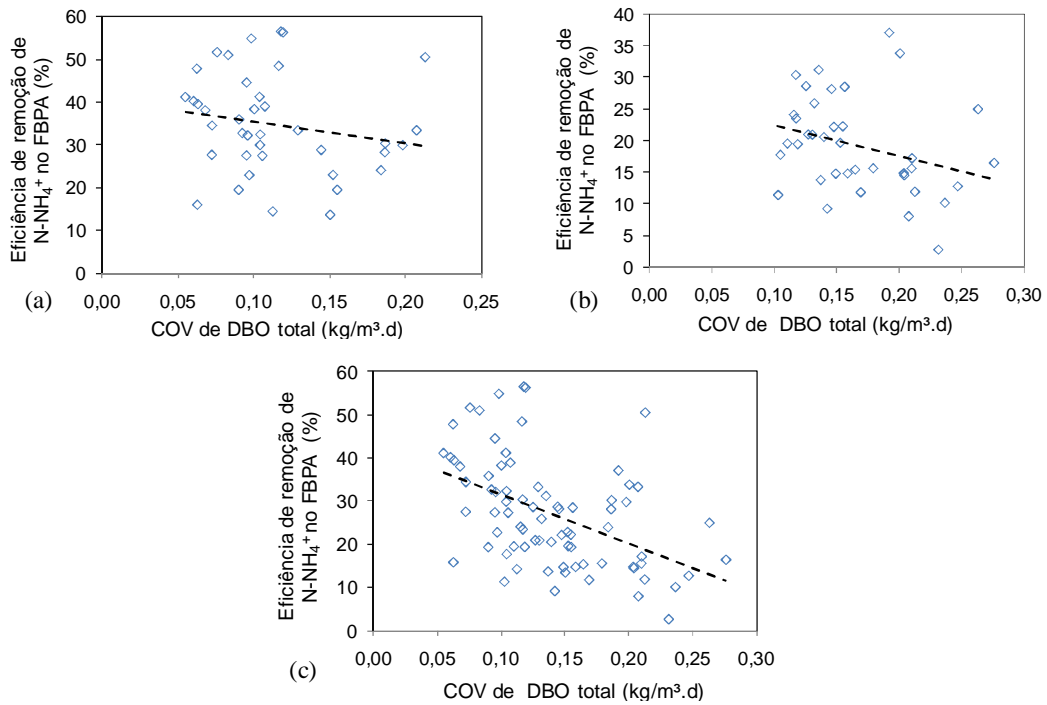 Eficiência de remoção de
N-NH₄⁺ no FBPA (%)
60
50
40
30
20
10
0
0,00 0,05 0,10 0,15 0,20 0,25
COV de DBO total (kg/m³.d)
(a)
Eficiência de remoção de
N-NH₄⁺ no FBPA (%)
40
35
30
25
20
15
10
5
0
0,00 0,05 0,10 0,15 0,20 0,25 0,30
COV de DBO total (kg/m³.d)
(b)
Eficiência de remoção de
N-NH₄⁺ no FBPA (%)
60
50
40
30
20
10
0
0,00 0,05 0,10 0,15 0,20 0,25 0,30
COV de DBO total (kg/m³.d)
(c)